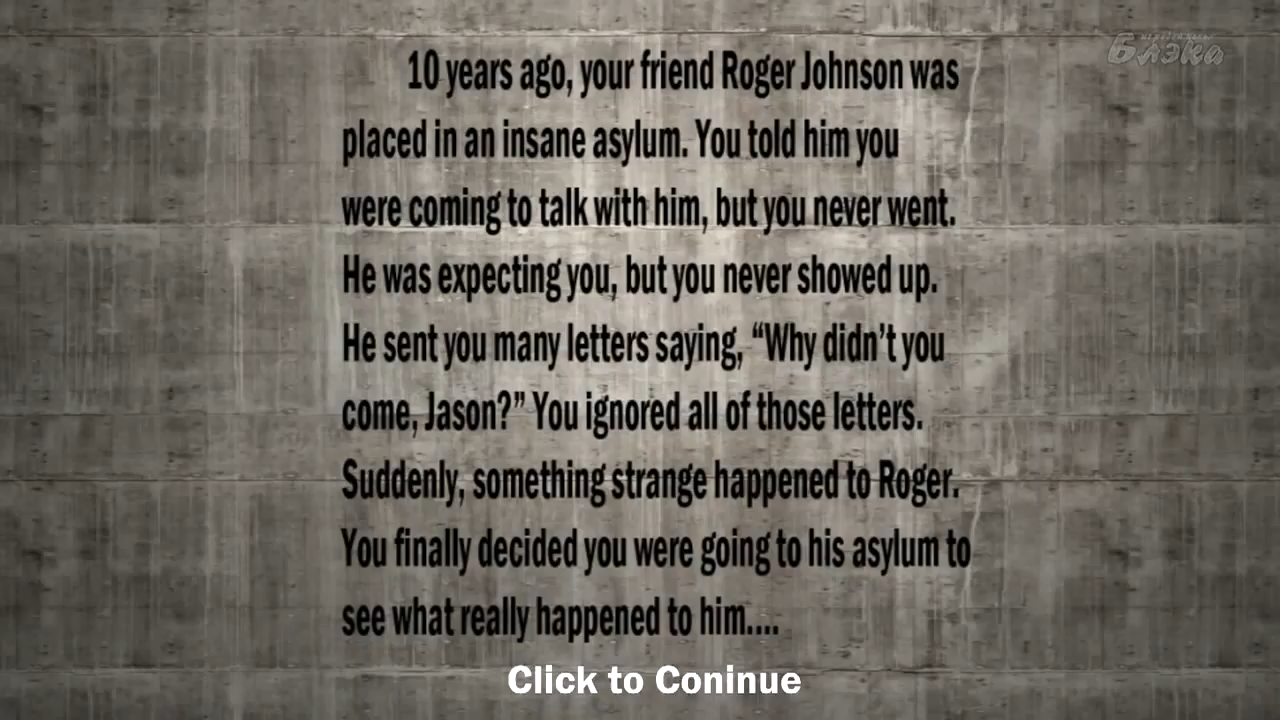 Блэка
10 years ago, your friend Roger Johnson was
placed in an insane asylum. You told him you
were coming to talk with him, but you never went.
He was expecting you, but you never showed up.
He sent you many letters saying, “Why didn’t you
come, Jason?” You ignored all of those letters.
Suddenly, something strange happened to Roger.
You finally decided you were going to his asylum to
see what really happened to him....
Click to Coninue